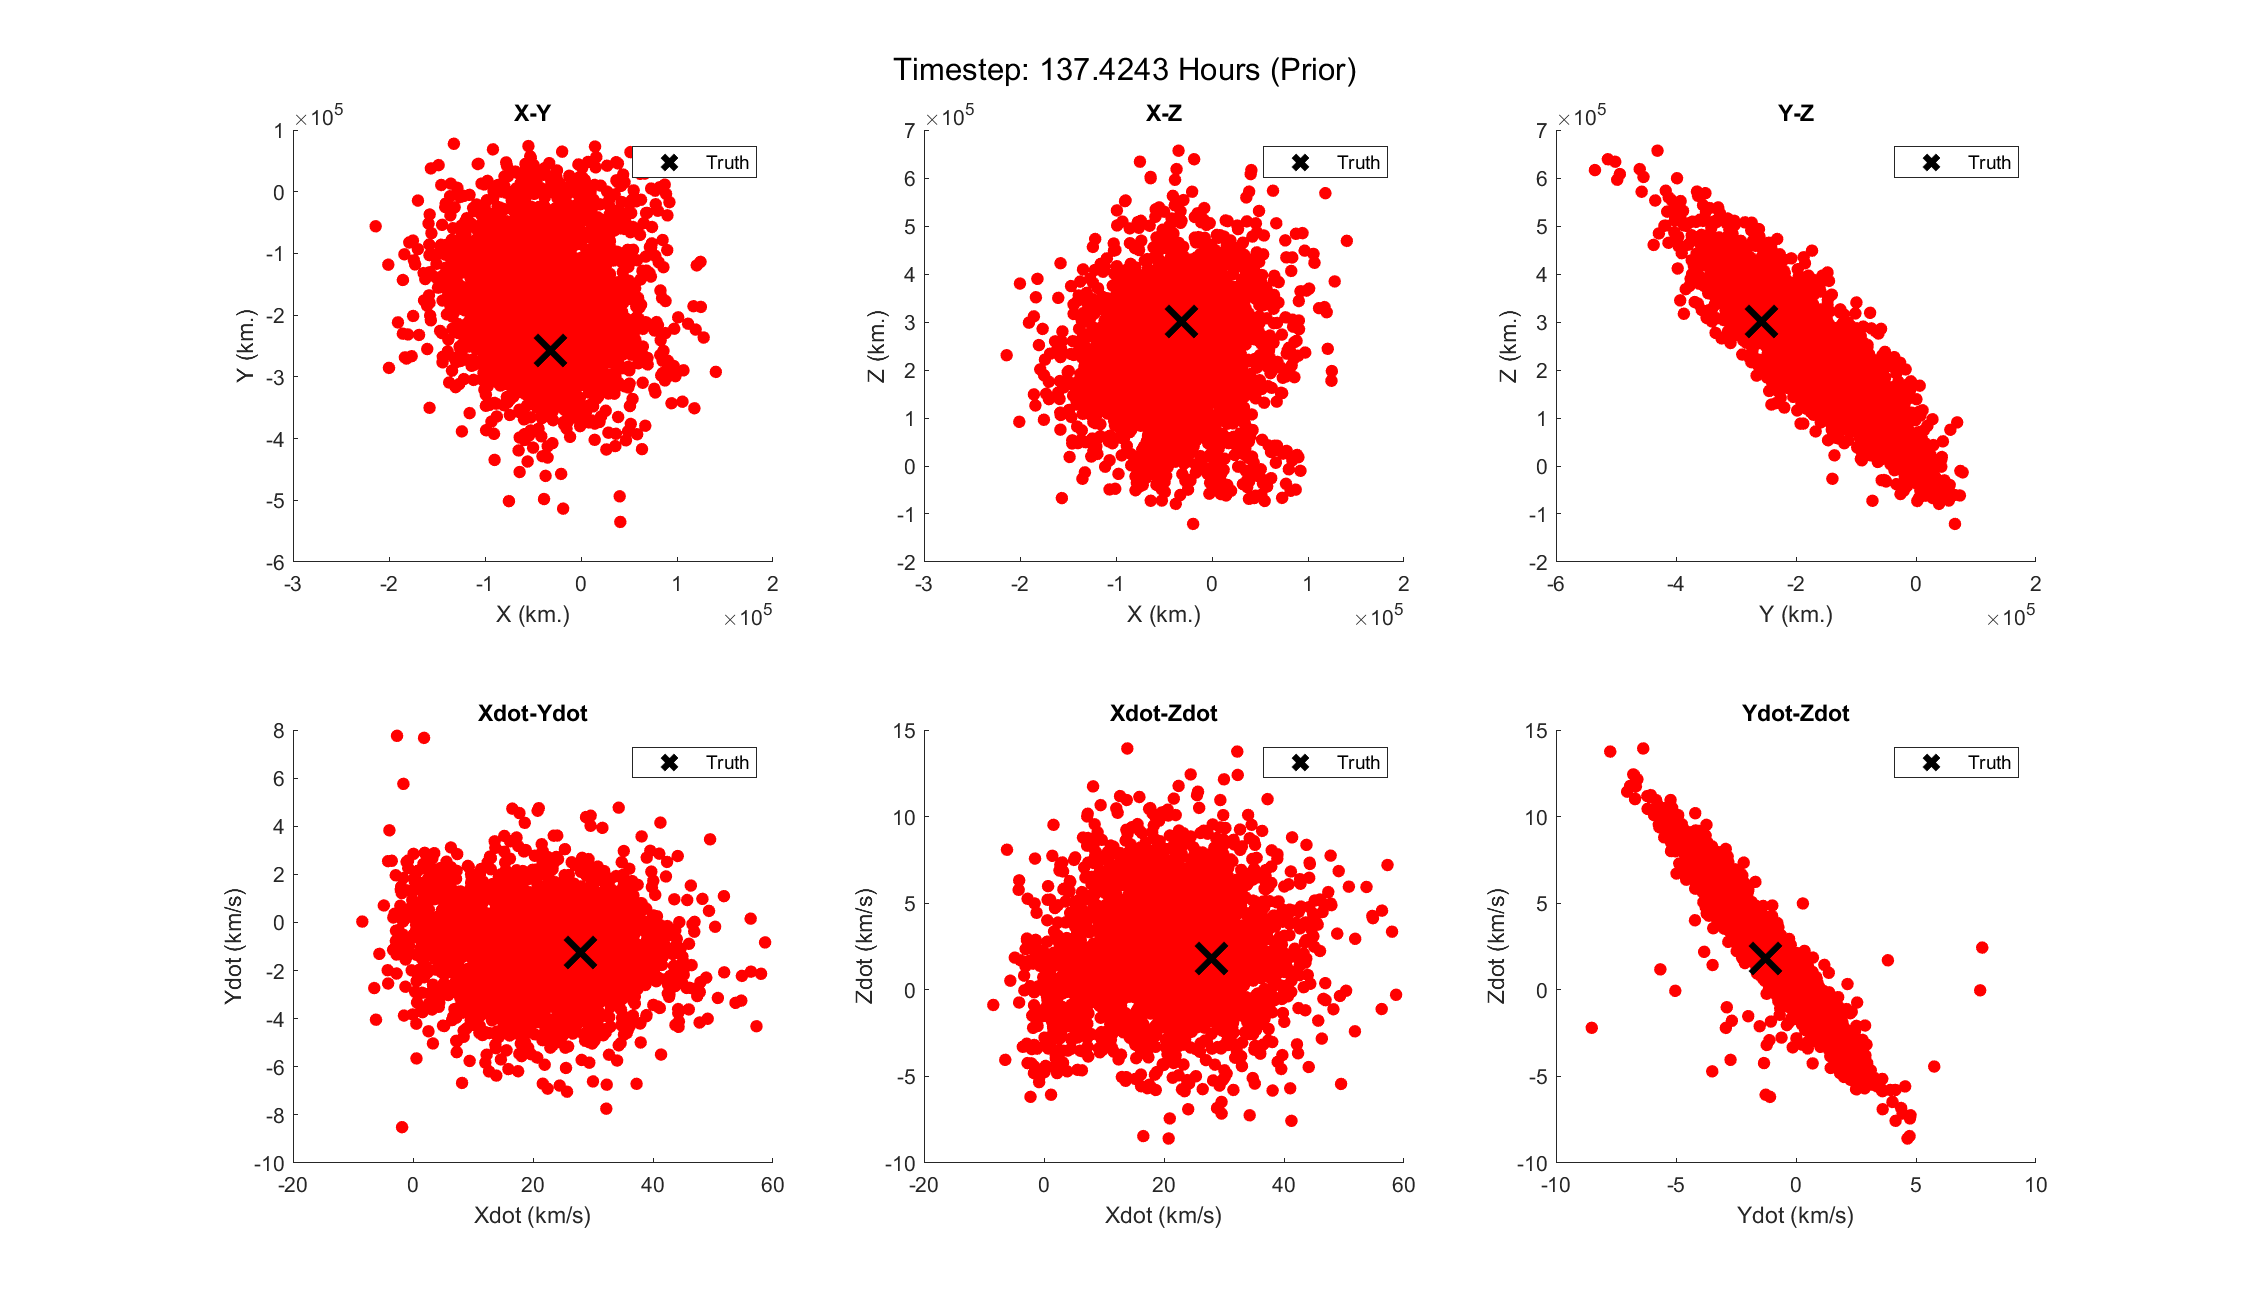 Timestep: 137.4243 Hours (Prior)
X-Y
×10^5
1
0
-1
-2
-3
-4
-5
-6
Y (km.)
Truth
-3 -2 -1 0 1 2
X (km.)
×10^5
X-Z
×10^5
7
6
5
4
3
2
1
0
-1
-2
Z (km.)
Truth
-3 -2 -1 0 1 2
X (km.)
×10^5
Y-Z
×10^5
7
6
5
4
3
2
1
0
-1
-2
Z (km.)
Truth
-6 -4 -2 0 2
Y (km.)
×10^5
Xdot-Ydot
8
6
4
2
0
-2
-4
-6
-8
-10
Ydot (km/s)
Truth
-20 0 20 40 60
Xdot (km/s)
Xdot-Zdot
15
10
5
0
-5
-10
Zdot (km/s)
Truth
-20 0 20 40 60
Xdot (km/s)
Ydot-Zdot
15
10
5
0
-5
-10
Zdot (km/s)
Truth
-10 -5 0 5 10
Ydot (km/s)